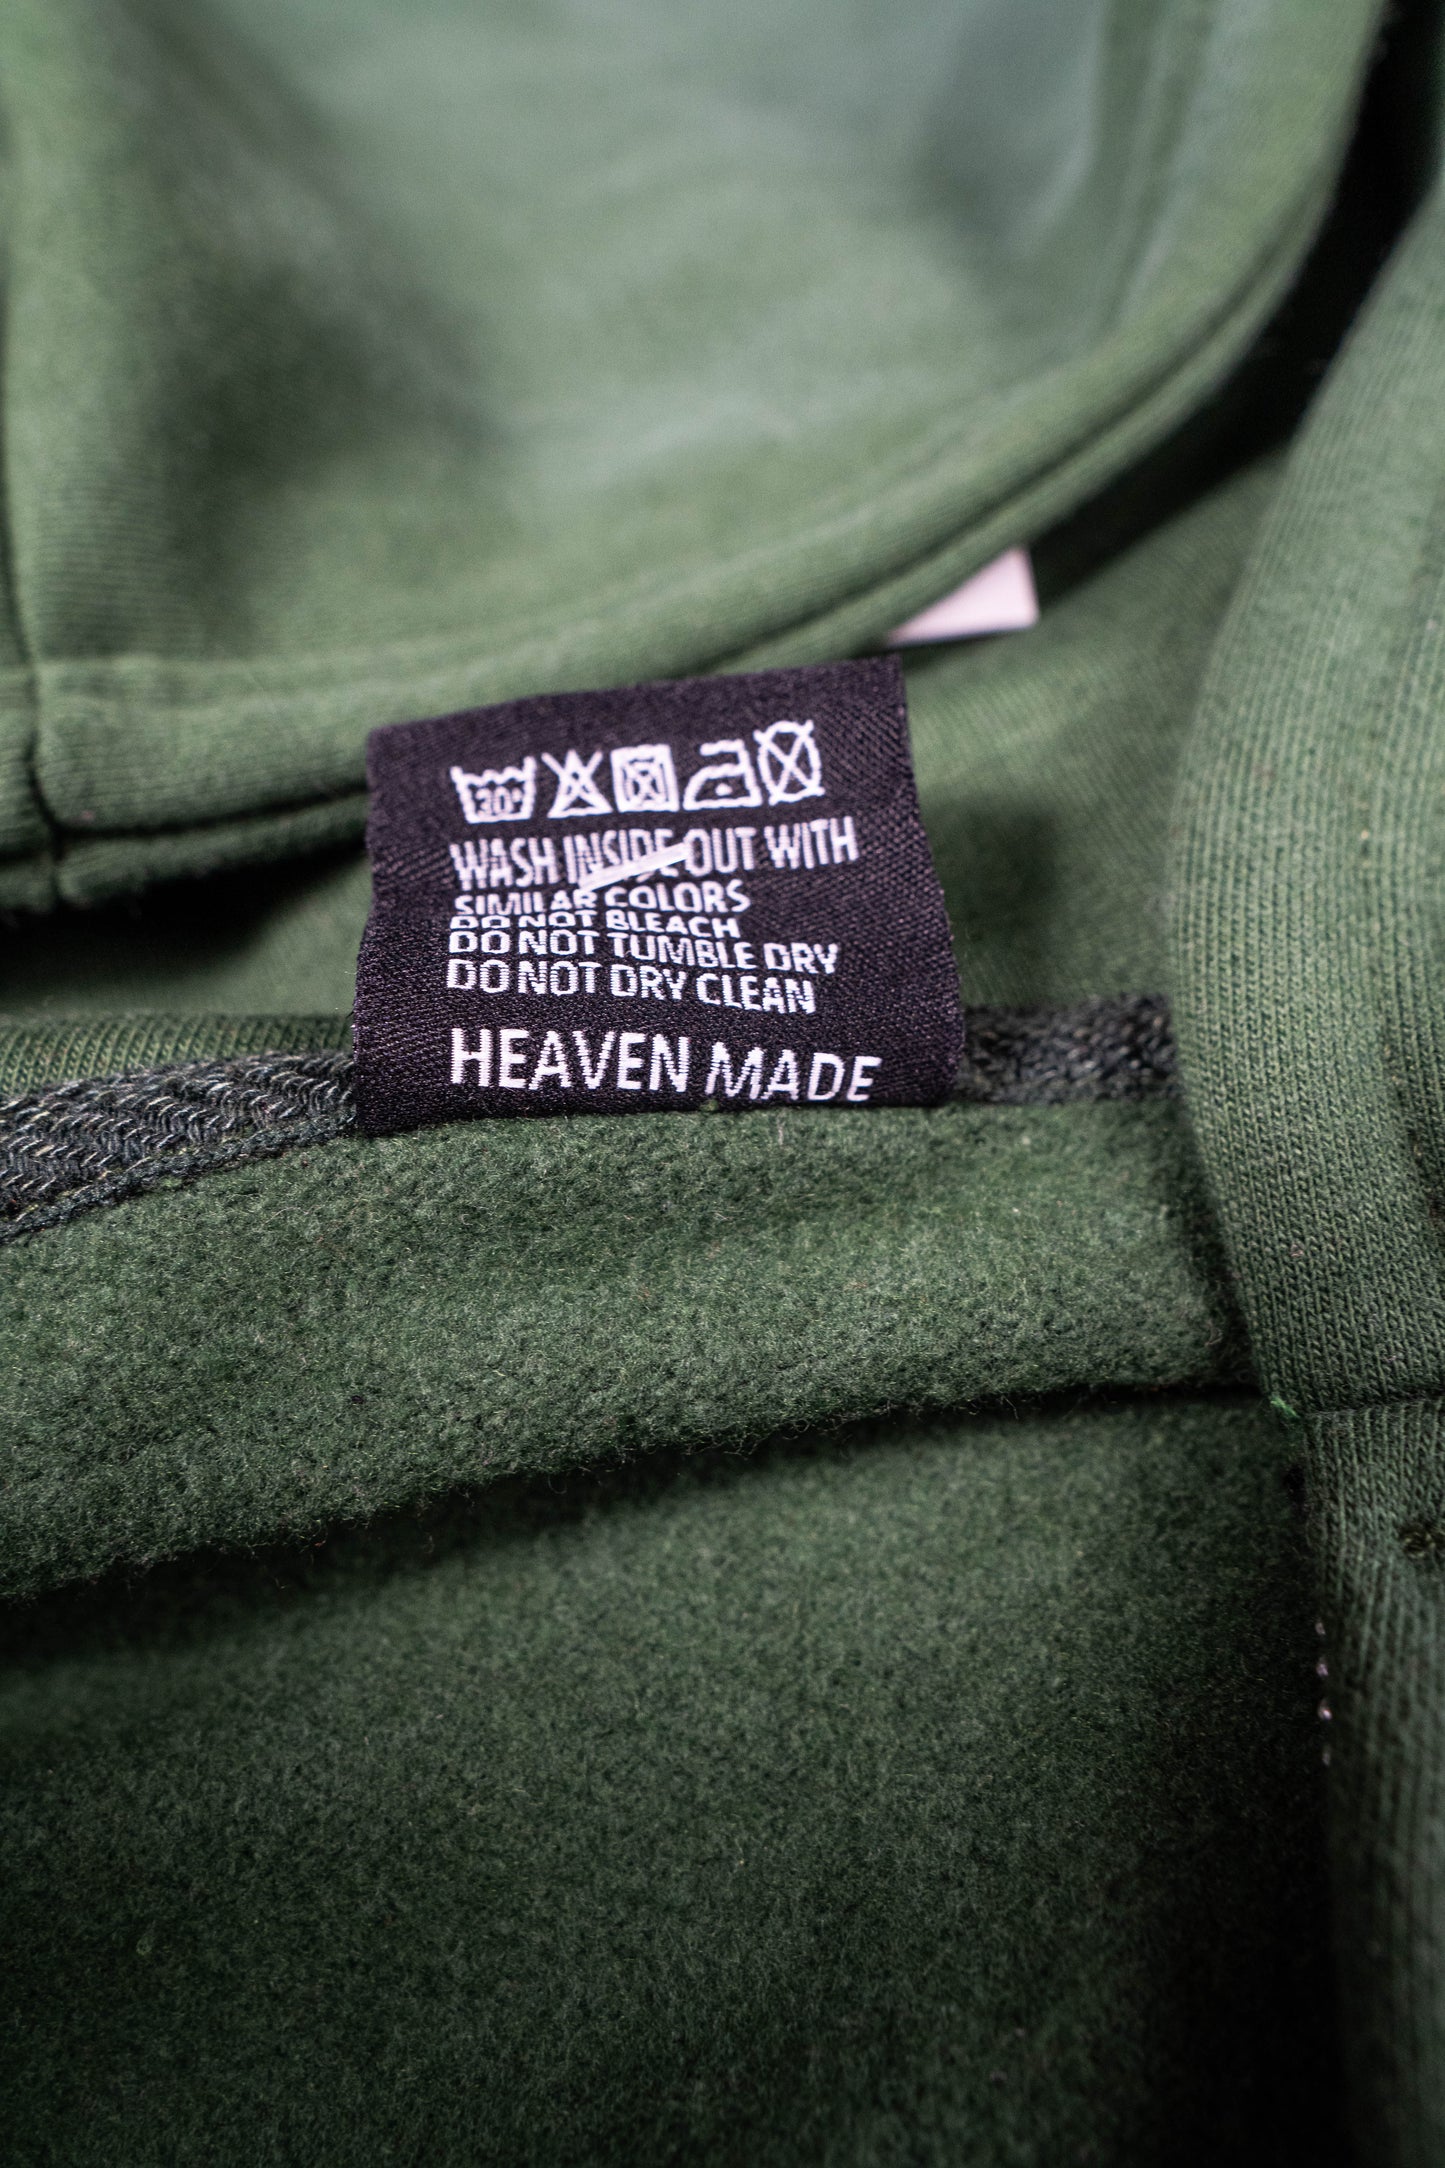 30°
WASH INSIDE OUT WITH
SIMILAR COLORS
DO NOT BLEACH
DO NOT TUMBLE DRY
DO NOT DRY CLEAN
HEAVEN MADE